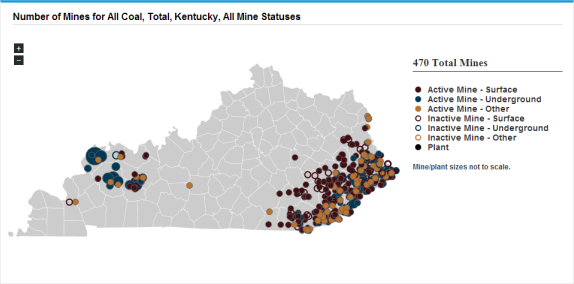 Number of Mines for All Coal, Total, Kentucky, All Mine Statuses
+
−
470 Total Mines
Active Mine - Surface
Active Mine - Underground
Active Mine - Other
Inactive Mine - Surface
Inactive Mine - Underground
Inactive Mine - Other
Plant
Mine/plant sizes not to scale.